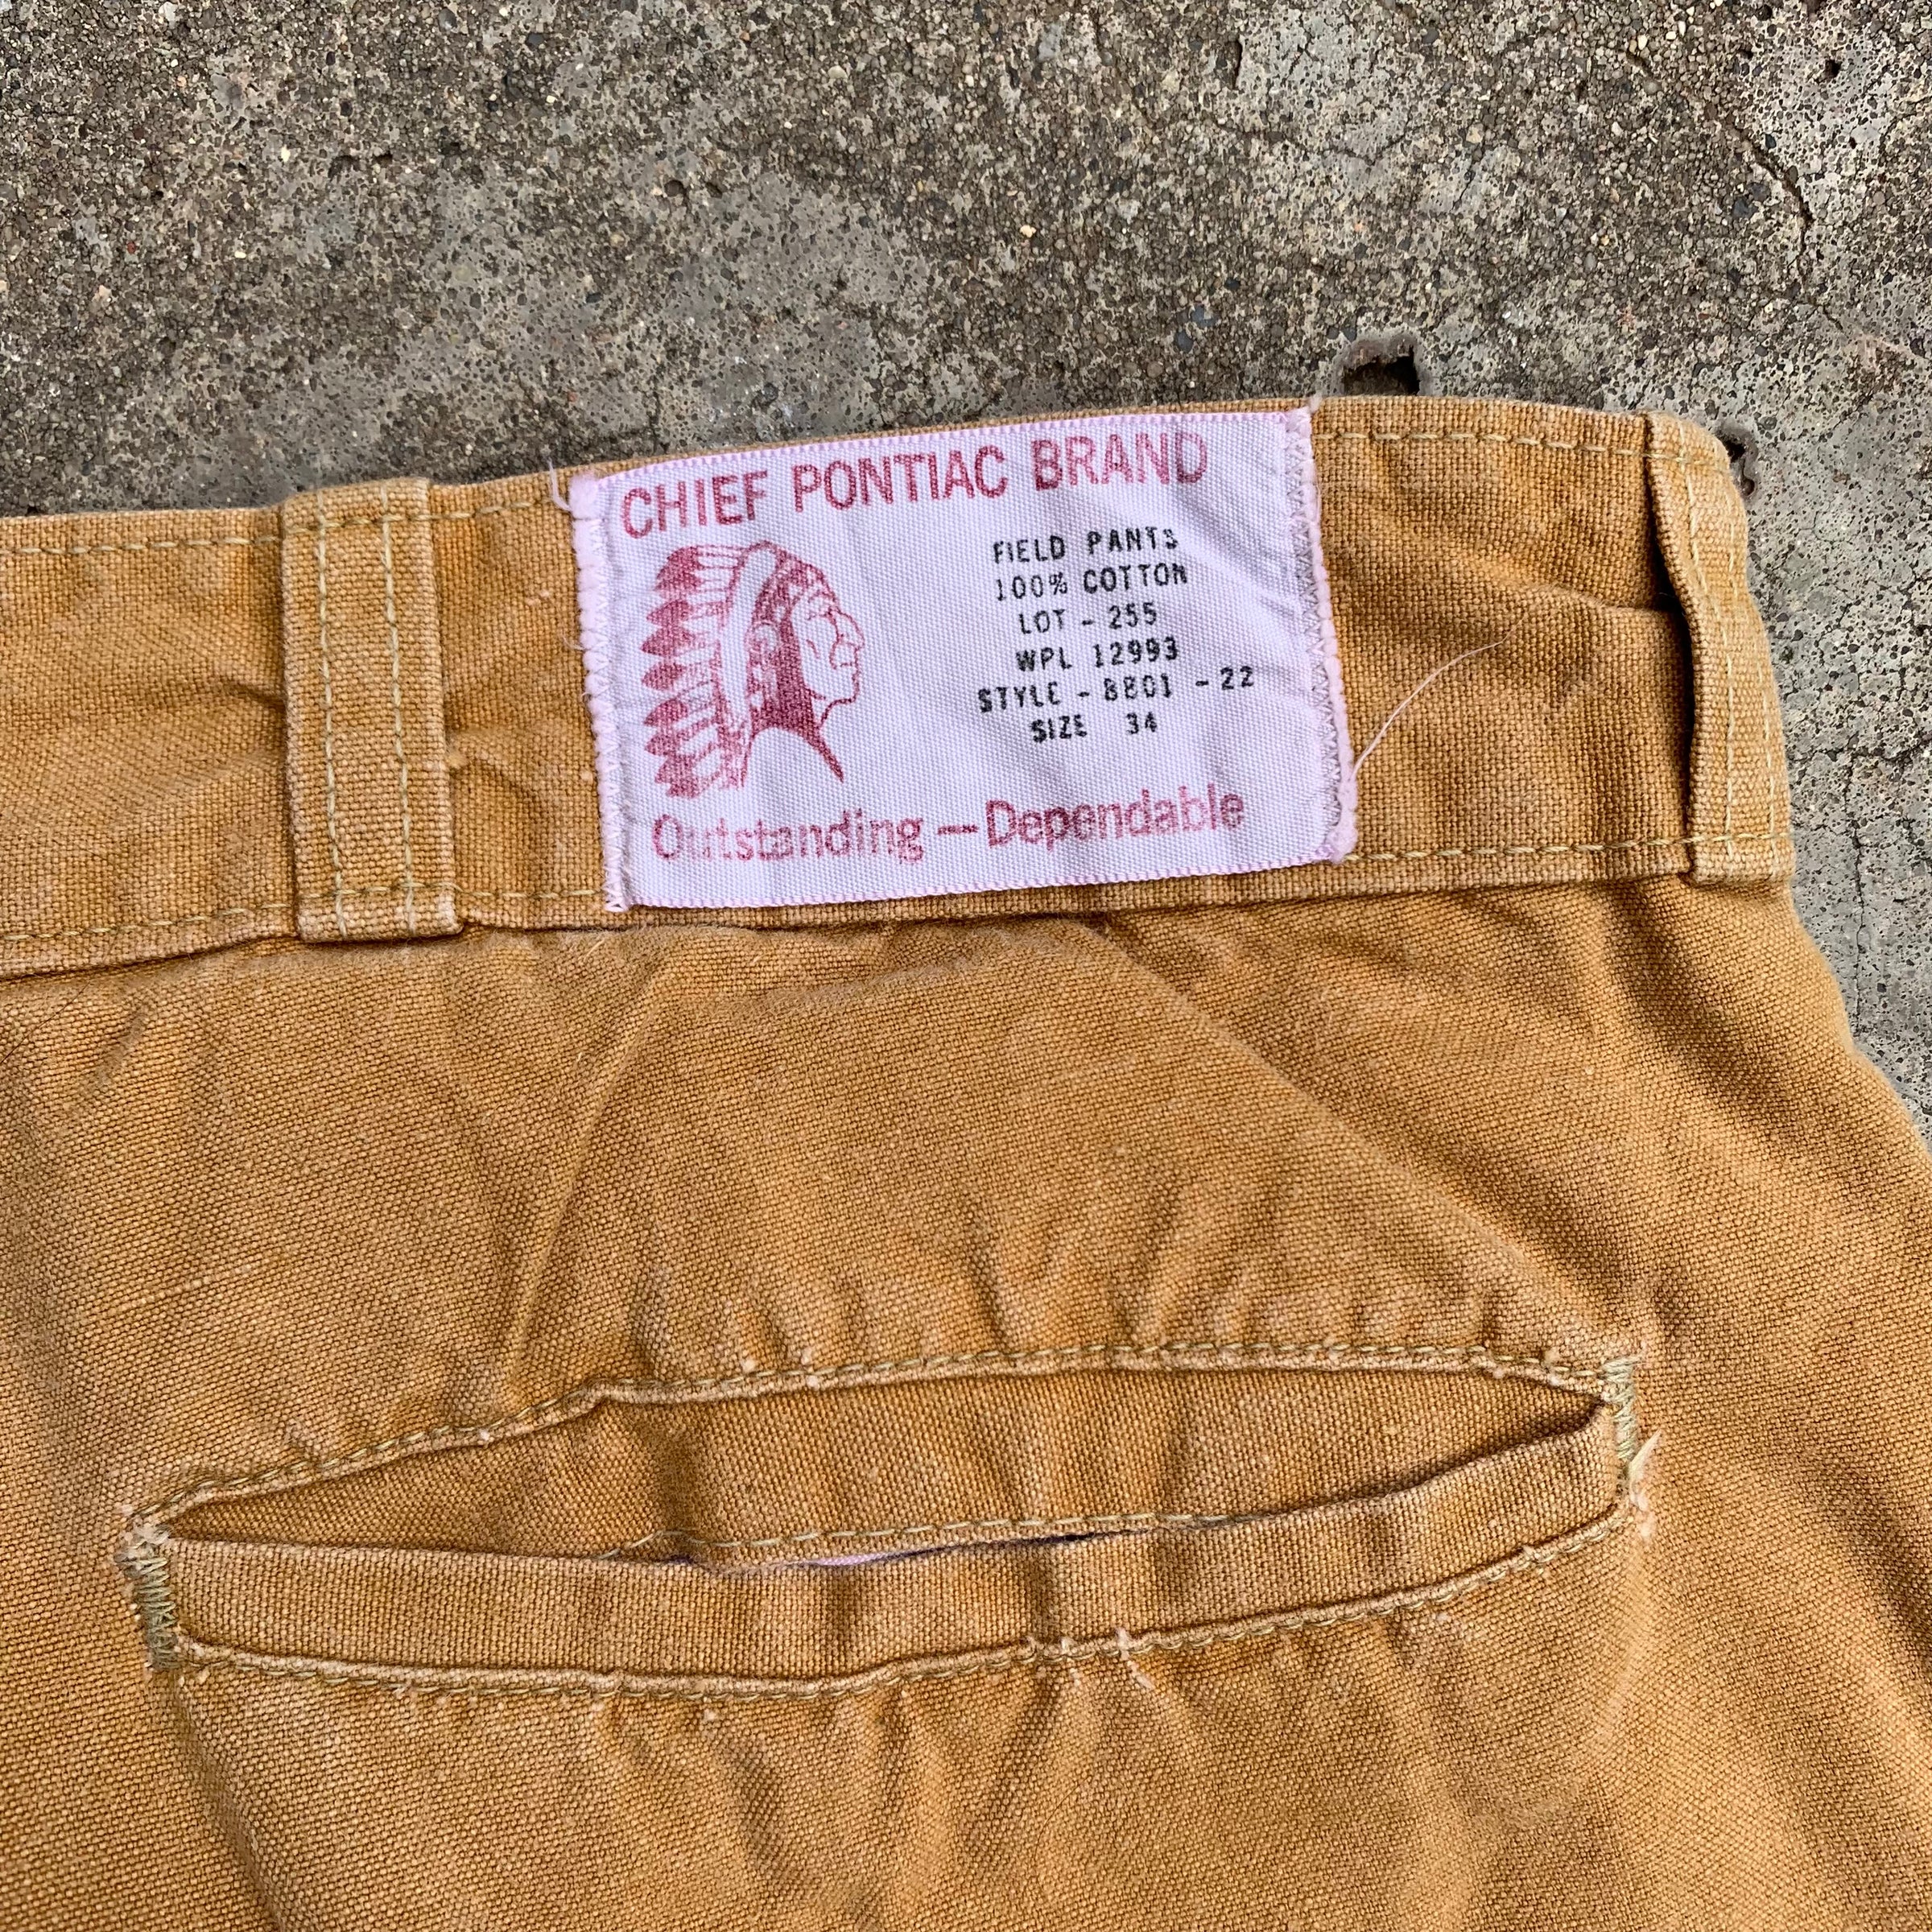 CHIEF PONTIAC BRAND
FIELD PANTS
100% COTTON
LOT - 255
WPL 12993
STYLE - 8801 - 22
SIZE 34
Outstanding — Dependable